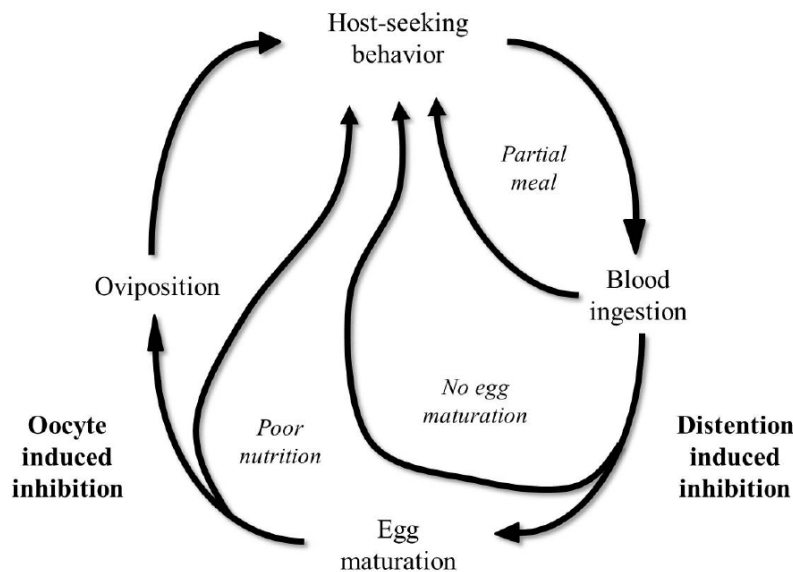 Host-seeking
behavior
Partial
meal
Blood
ingestion
Oviposition
No egg
maturation
Poor
nutrition
Oocyte
induced
inhibition
Distention
induced
inhibition
Egg
maturation